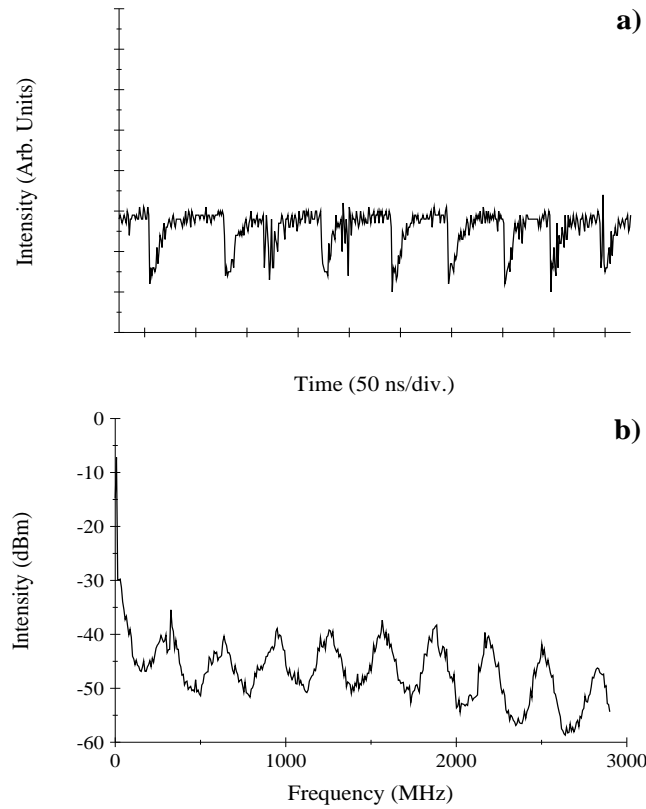 a)
Intensity (Arb. Units)
Time (50 ns/div.)
b)
0
-10
-20
-30
-40
-50
-60
Intensity (dBm)
0 1000 2000 3000
Frequency (MHz)